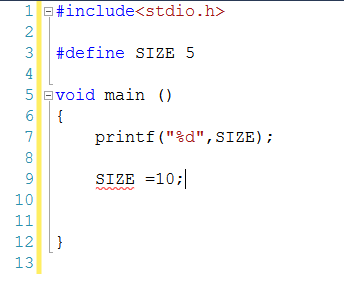 1 #include<stdio.h>
2
3 #define SIZE 5
4
5 void main ()
6 {
7 printf("%d",SIZE);
8
9 SIZE =10;
10
11
12 }
13